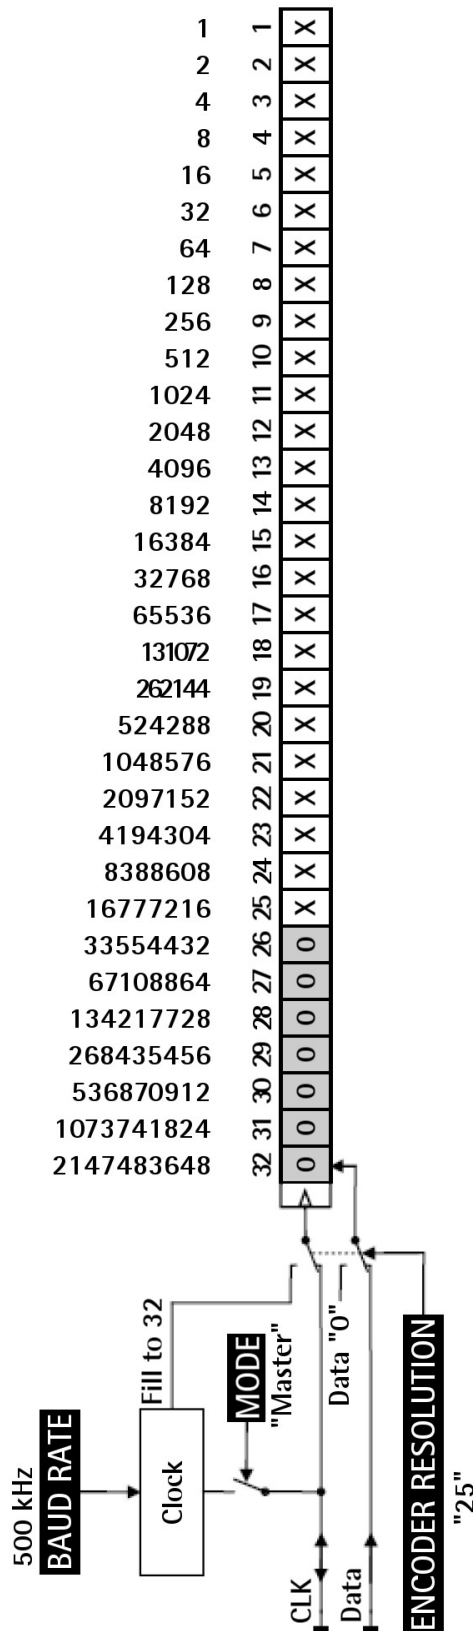 1 1 X
2 2 X
4 3 X
8 4 X
16 5 X
32 6 X
64 7 X
128 8 X
256 9 X
512 10 X
1024 11 X
2048 12 X
4096 13 X
8192 14 X
16384 15 X
32768 16 X
65536 17 X
131072 18 X
262144 19 X
524288 20 X
1048576 21 X
2097152 22 X
4194304 23 X
8388608 24 X
16777216 25 X
33554432 26 0
67108864 27 0
134217728 28 0
268435456 29 0
536870912 30 0
1073741824 31 0
2147483648 32 0
500 kHz
BAUD RATE
Clock
Fill to 32
MODE
"Master"
Data "0"
CLK
Data
ENCODER RESOLUTION
"25"